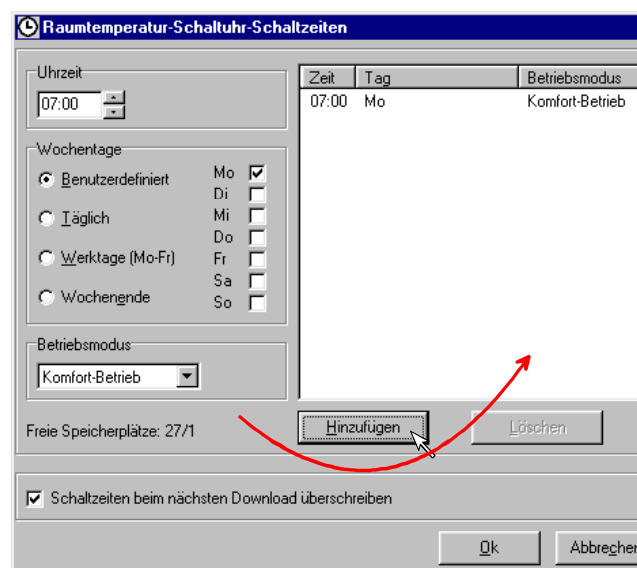 Raumtemperatur-Schaltuhr-Schaltzeiten
Uhrzeit
07:00
Wochentage
Benutzerdefiniert
Täglich
Werktage (Mo-Fr)
Wochenende
Mo
Di
Mi
Do
Fr
Sa
So
Betriebsmodus
Komfort-Betrieb
Freie Speicherplätze: 27/1
Zeit Tag Betriebsmodus
07:00 Mo Komfort-Betrieb
Hinzufügen Löschen
Schaltzeiten beim nächsten Download überschreiben
Ok Abbrechen